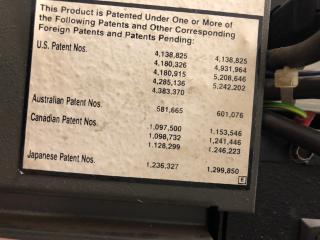 This Product is Patented Under One or More of
the Following Patents and Other Corresponding
Foreign Patents and Patents Pending:
U.S. Patent Nos. 4,138,825 4,138,825
4,180,326 4,931,964
4,180,915 5,208,646
4,285,136 5,242,202
4,383,370
Australian Patent No. 581,665 601,076
Canadian Patent Nos. 1,097,500 1,153,546
1,098,732 1,241,446
1,128,299 1,246,223
Japanese Patent Nos. 1,236,327 1,299,850
E